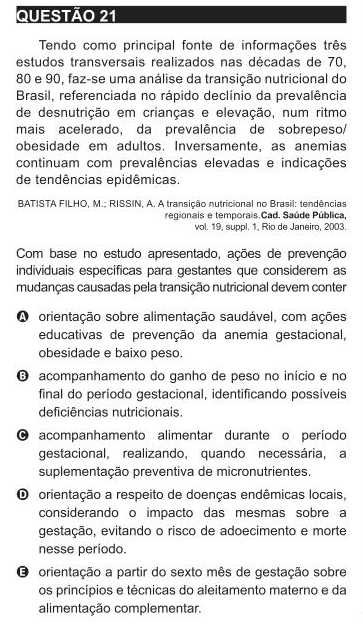 QUESTÃO 21
Tendo como principal fonte de informações três
estudos transversais realizados nas décadas de 70,
80 e 90, faz-se uma análise da transição nutricional do
Brasil, referenciada no rápido declínio da prevalência
de desnutrição em crianças e elevação, num ritmo
mais acelerado, da prevalência de sobrepeso/
obesidade em adultos. Inversamente, as anemias
continuam com prevalências elevadas e indicações
de tendências epidêmicas.
BATISTA FILHO, M.; RISSIN, A. A transição nutricional no Brasil: tendências
regionais e temporais.Cad. Saúde Pública,
vol. 19, suppl. 1, Rio de Janeiro, 2003.
Com base no estudo apresentado, ações de prevenção
individuais específicas para gestantes que considerem as
mudanças causadas pela transição nutricional devem conter
A orientação sobre alimentação saudável, com ações
educativas de prevenção da anemia gestacional,
obesidade e baixo peso.
B acompanhamento do ganho de peso no início e no
final do período gestacional, identificando possíveis
deficiências nutricionais.
C acompanhamento alimentar durante o período
gestacional, realizando, quando necessária, a
suplementação preventiva de micronutrientes.
D orientação a respeito de doenças endêmicas locais,
considerando o impacto das mesmas sobre a
gestação, evitando o risco de adoecimento e morte
nesse período.
E orientação a partir do sexto mês de gestação sobre
os princípios e técnicas do aleitamento materno e da
alimentação complementar.